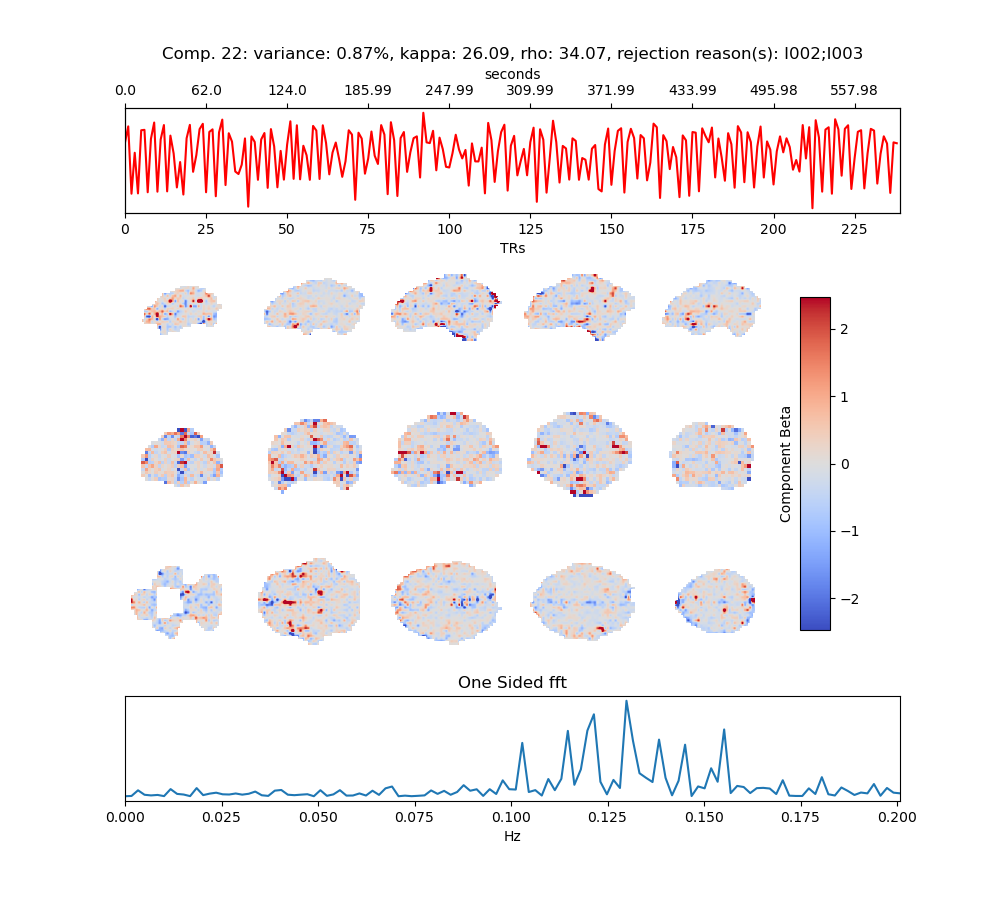 Comp. 22: variance: 0.87%, kappa: 26.09, rho: 34.07, rejection reason(s): I002;I003
seconds
0.0 62.0 124.0 185.99 247.99 309.99 371.99 433.99 495.98 557.98
0 25 50 75 100 125 150 175 200 225
TRs
2
1
0
−1
−2
Component Beta
One Sided fft
0.000 0.025 0.050 0.075 0.100 0.125 0.150 0.175 0.200
Hz